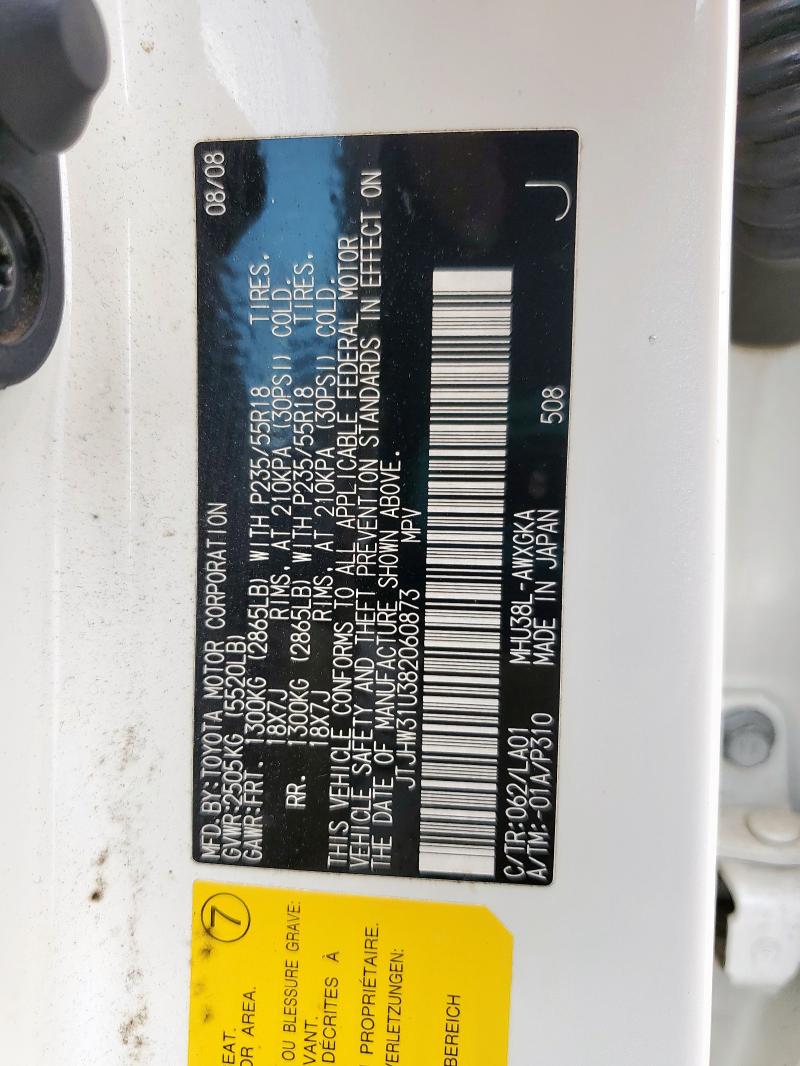 MFD. BY: TOYOTA MOTOR CORPORATION 08/08
GVWR: 2505KG (5520LB)
GAWR: FRT. 1300KG (2865LB) WITH P235/55R18 TIRES,
18X7J RIMS, AT 210KPA (30PSI) COLD.
RR. 1300KG (2865LB) WITH P235/55R18 TIRES,
18X7J RIMS, AT 210KPA (30PSI) COLD.
THIS VEHICLE CONFORMS TO ALL APPLICABLE FEDERAL MOTOR
VEHICLE SAFETY AND THEFT PREVENTION STANDARDS IN EFFECT ON
THE DATE OF MANUFACTURE SHOWN ABOVE.
JTJHW31U382060873 MPV
C/TR: 062/LA01 MHU38L-AWXGKA
A/TM: -01A/P310 MADE IN JAPAN 508
J
7
EAT.
OR AREA.
OU BLESSURE GRAVE:
VANT.
DÉCRITES À
PROPRIÉTAIRE.
VERLETZUNGEN:
BEREICH